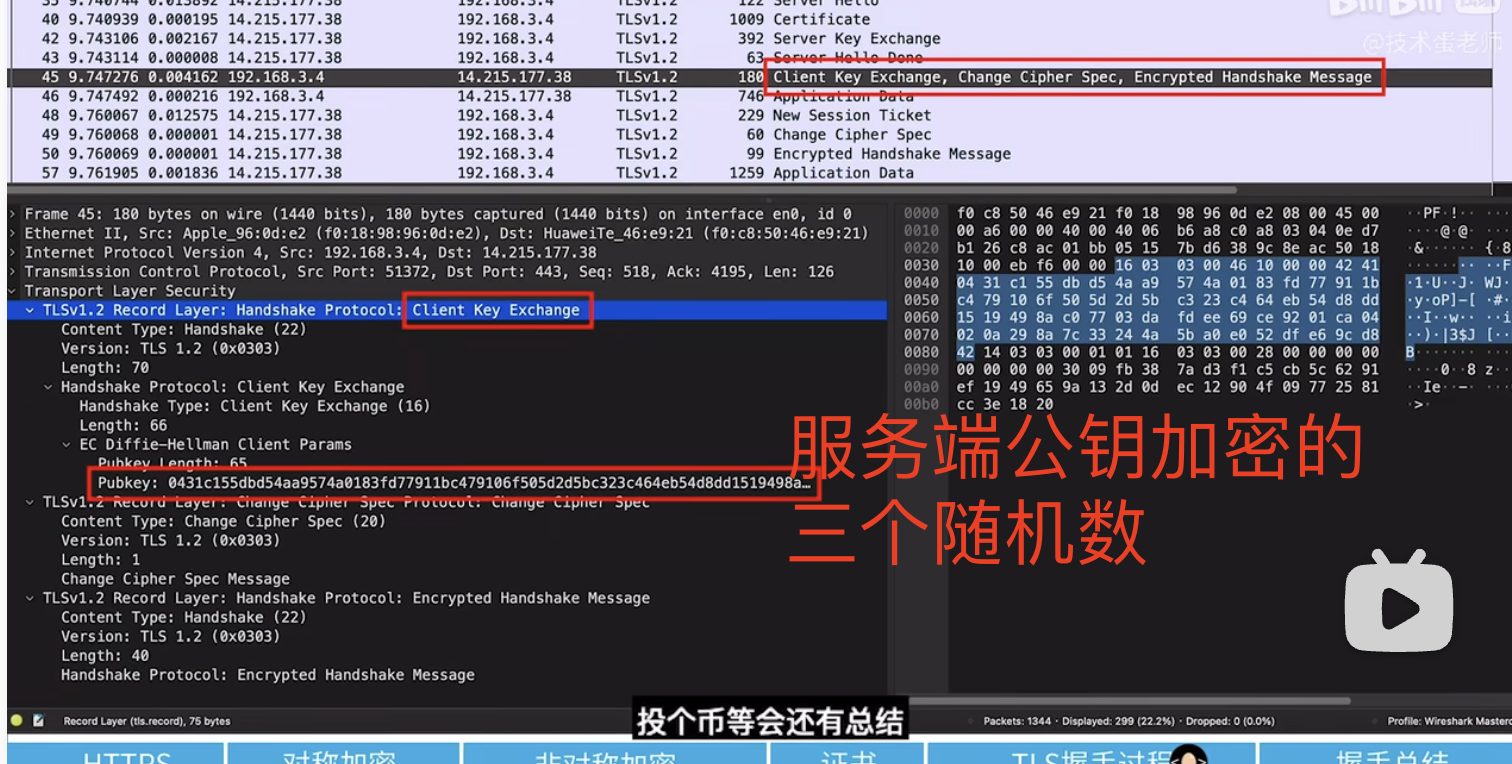 35 9.740744 0.013892 14.215.177.38 192.168.3.4 TLSv1.2 122 Server Hello
40 9.740939 0.000195 14.215.177.38 192.168.3.4 TLSv1.2 1009 Certificate
42 9.743106 0.002167 14.215.177.38 192.168.3.4 TLSv1.2 392 Server Key Exchange
43 9.743114 0.000008 14.215.177.38 192.168.3.4 TLSv1.2 63 Server Hello Done
45 9.747276 0.004162 192.168.3.4 14.215.177.38 TLSv1.2 180 Client Key Exchange, Change Cipher Spec, Encrypted Handshake Message
46 9.747492 0.000216 192.168.3.4 14.215.177.38 TLSv1.2 746 Application Data
48 9.760067 0.012575 14.215.177.38 192.168.3.4 TLSv1.2 229 New Session Ticket
49 9.760068 0.000001 14.215.177.38 192.168.3.4 TLSv1.2 60 Change Cipher Spec
50 9.760069 0.000001 14.215.177.38 192.168.3.4 TLSv1.2 99 Encrypted Handshake Message
57 9.761905 0.001836 14.215.177.38 192.168.3.4 TLSv1.2 1259 Application Data
@技术蛋老师
Frame 45: 180 bytes on wire (1440 bits), 180 bytes captured (1440 bits) on interface en0, id 0
Ethernet II, Src: Apple_96:0d:e2 (f0:18:98:96:0d:e2), Dst: HuaweiTe_46:e9:21 (f0:c8:50:46:e9:21)
Internet Protocol Version 4, Src: 192.168.3.4, Dst: 14.215.177.38
Transmission Control Protocol, Src Port: 51372, Dst Port: 443, Seq: 518, Ack: 4195, Len: 126
Transport Layer Security
TLSv1.2 Record Layer: Handshake Protocol: Client Key Exchange
Content Type: Handshake (22)
Version: TLS 1.2 (0x0303)
Length: 70
Handshake Protocol: Client Key Exchange
Handshake Type: Client Key Exchange (16)
Length: 66
EC Diffie-Hellman Client Params
Pubkey Length: 65
Pubkey: 0431c155dbd54aa9574a0183fd77911bc479106f505d2d5bc323c464eb54d8dd1519498a…
TLSv1.2 Record Layer: Change Cipher Spec Protocol: Change Cipher Spec
Content Type: Change Cipher Spec (20)
Version: TLS 1.2 (0x0303)
Length: 1
Change Cipher Spec Message
TLSv1.2 Record Layer: Handshake Protocol: Encrypted Handshake Message
Content Type: Handshake (22)
Version: TLS 1.2 (0x0303)
Length: 40
Handshake Protocol: Encrypted Handshake Message
0000 f0 c8 50 46 e9 21 f0 18 98 96 0d e2 08 00 45 00
0010 00 a6 00 00 40 00 40 06 b6 a8 c0 a8 03 04 0e d7
0020 b1 26 c8 ac 01 bb 05 15 7b d6 38 9c 8e ac 50 18
0030 10 00 eb f6 00 00 16 03 03 00 46 10 00 00 42 41
0040 04 31 c1 55 db d5 4a a9 57 4a 01 83 fd 77 91 1b
0050 c4 79 10 6f 50 5d 2d 5b c3 23 c4 64 eb 54 d8 dd
0060 15 19 49 8a c0 77 03 da fd ee 69 ce 92 01 ca 04
0070 02 0a 29 8a 7c 33 24 4a 5b a0 e0 52 df e6 9c d8
0080 42 14 03 03 00 01 01 16 03 03 00 28 00 00 00 00
0090 00 00 00 00 30 09 fb 38 7a d3 f1 c5 cb 5c 62 91
00a0 ef 19 49 65 9a 13 2d 0d ec 12 90 4f 09 77 25 81
00b0 cc 3e 18 20
服务端公钥加密的
三个随机数
投个币等会还有总结
Record Layer (tls.record), 75 bytes
Packets: 1344 · Displayed: 299 (22.2%) · Dropped: 0 (0.0%)
Profile: Wireshark Masterc
HTTPS 对称加密 非对称加密 证书 TLS握手过程 握手总结